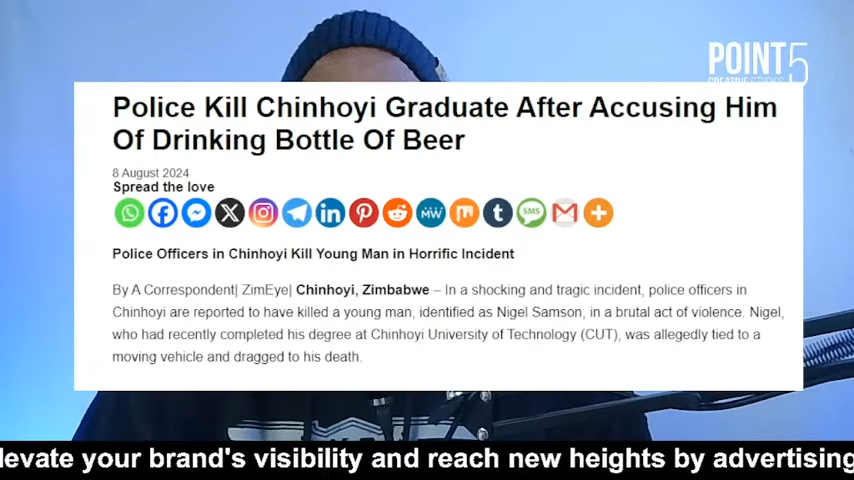 POINT5
CREATIVE STUDIOS
Police Kill Chinhoyi Graduate After Accusing Him
Of Drinking Bottle Of Beer
8 August 2024
Spread the love
MW
SMS
Police Officers in Chinhoyi Kill Young Man in Horrific Incident
By A Correspondent| ZimEye| Chinhoyi, Zimbabwe – In a shocking and tragic incident, police officers in
Chinhoyi are reported to have killed a young man, identified as Nigel Samson, in a brutal act of violence. Nigel,
who had recently completed his degree at Chinhoyi University of Technology (CUT), was allegedly tied to a
moving vehicle and dragged to his death.
levate your brand's visibility and reach new heights by advertising